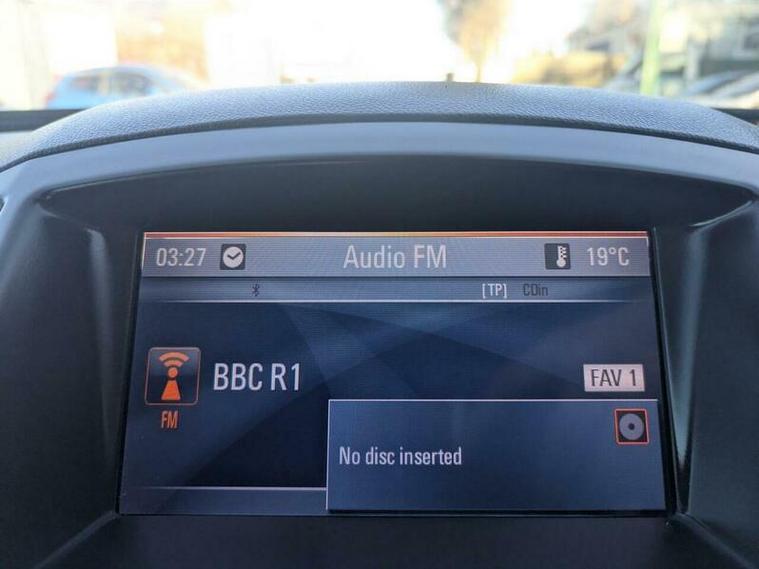 03:27 Audio FM 19°C
[TP] CDin
BBC R1 FAV 1
FM
No disc inserted